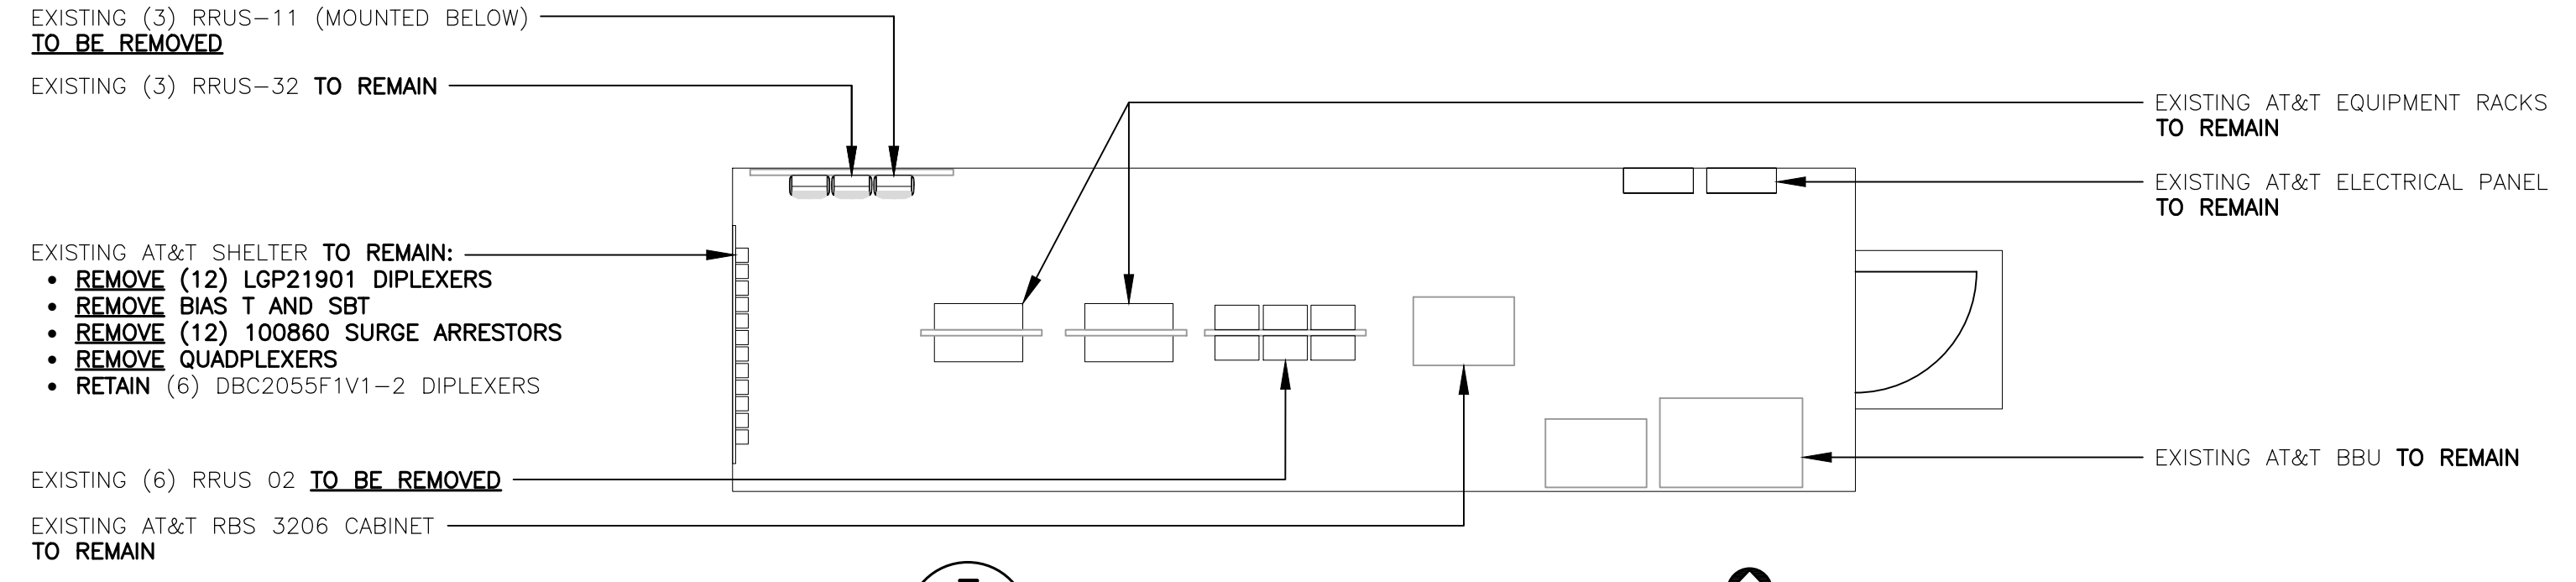 EXISTING (3) RRUS-11 (MOUNTED BELOW)
TO BE REMOVED
EXISTING (3) RRUS-32 TO REMAIN
EXISTING AT&T SHELTER TO REMAIN:
• REMOVE (12) LGP21901 DIPLEXERS
• REMOVE BIAS T AND SBT
• REMOVE (12) 100860 SURGE ARRESTORS
• REMOVE QUADPLEXERS
• RETAIN (6) DBC2055F1V1-2 DIPLEXERS
EXISTING (6) RRUS 02 TO BE REMOVED
EXISTING AT&T RBS 3206 CABINET
TO REMAIN
EXISTING AT&T EQUIPMENT RACKS
TO REMAIN
EXISTING AT&T ELECTRICAL PANEL
TO REMAIN
EXISTING AT&T BBU TO REMAIN